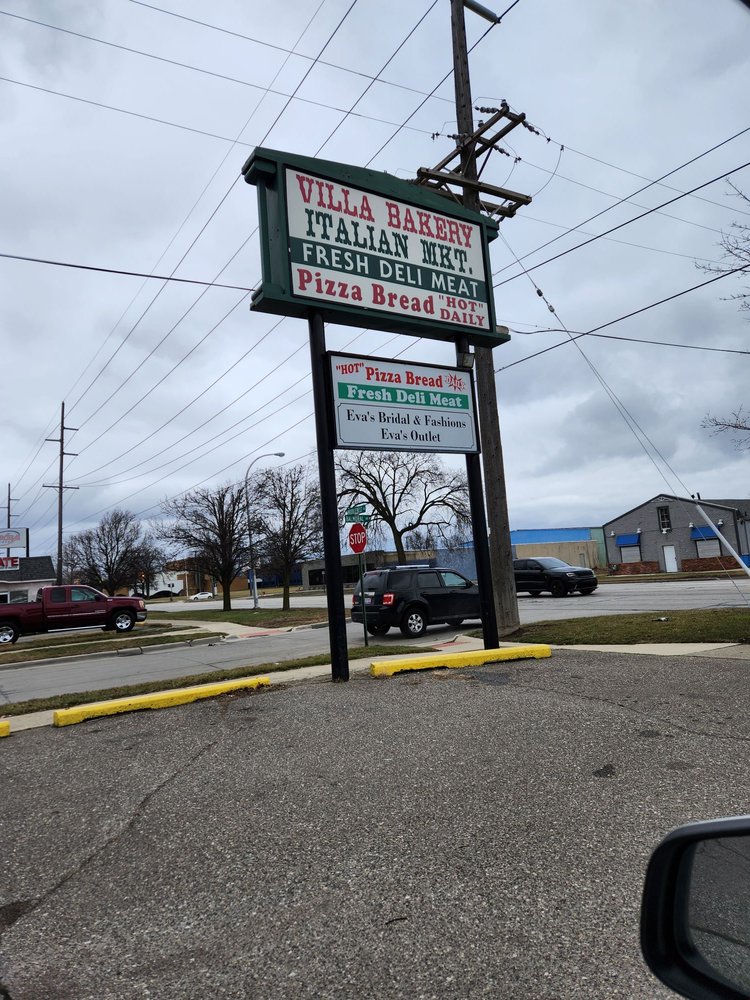 VILLA BAKERY
ITALIAN MKT.
FRESH DELI MEAT
Pizza Bread "HOT" DAILY
"HOT" Pizza Bread
Fresh Deli Meat
Eva's Bridal & Fashions
Eva's Outlet
STOP